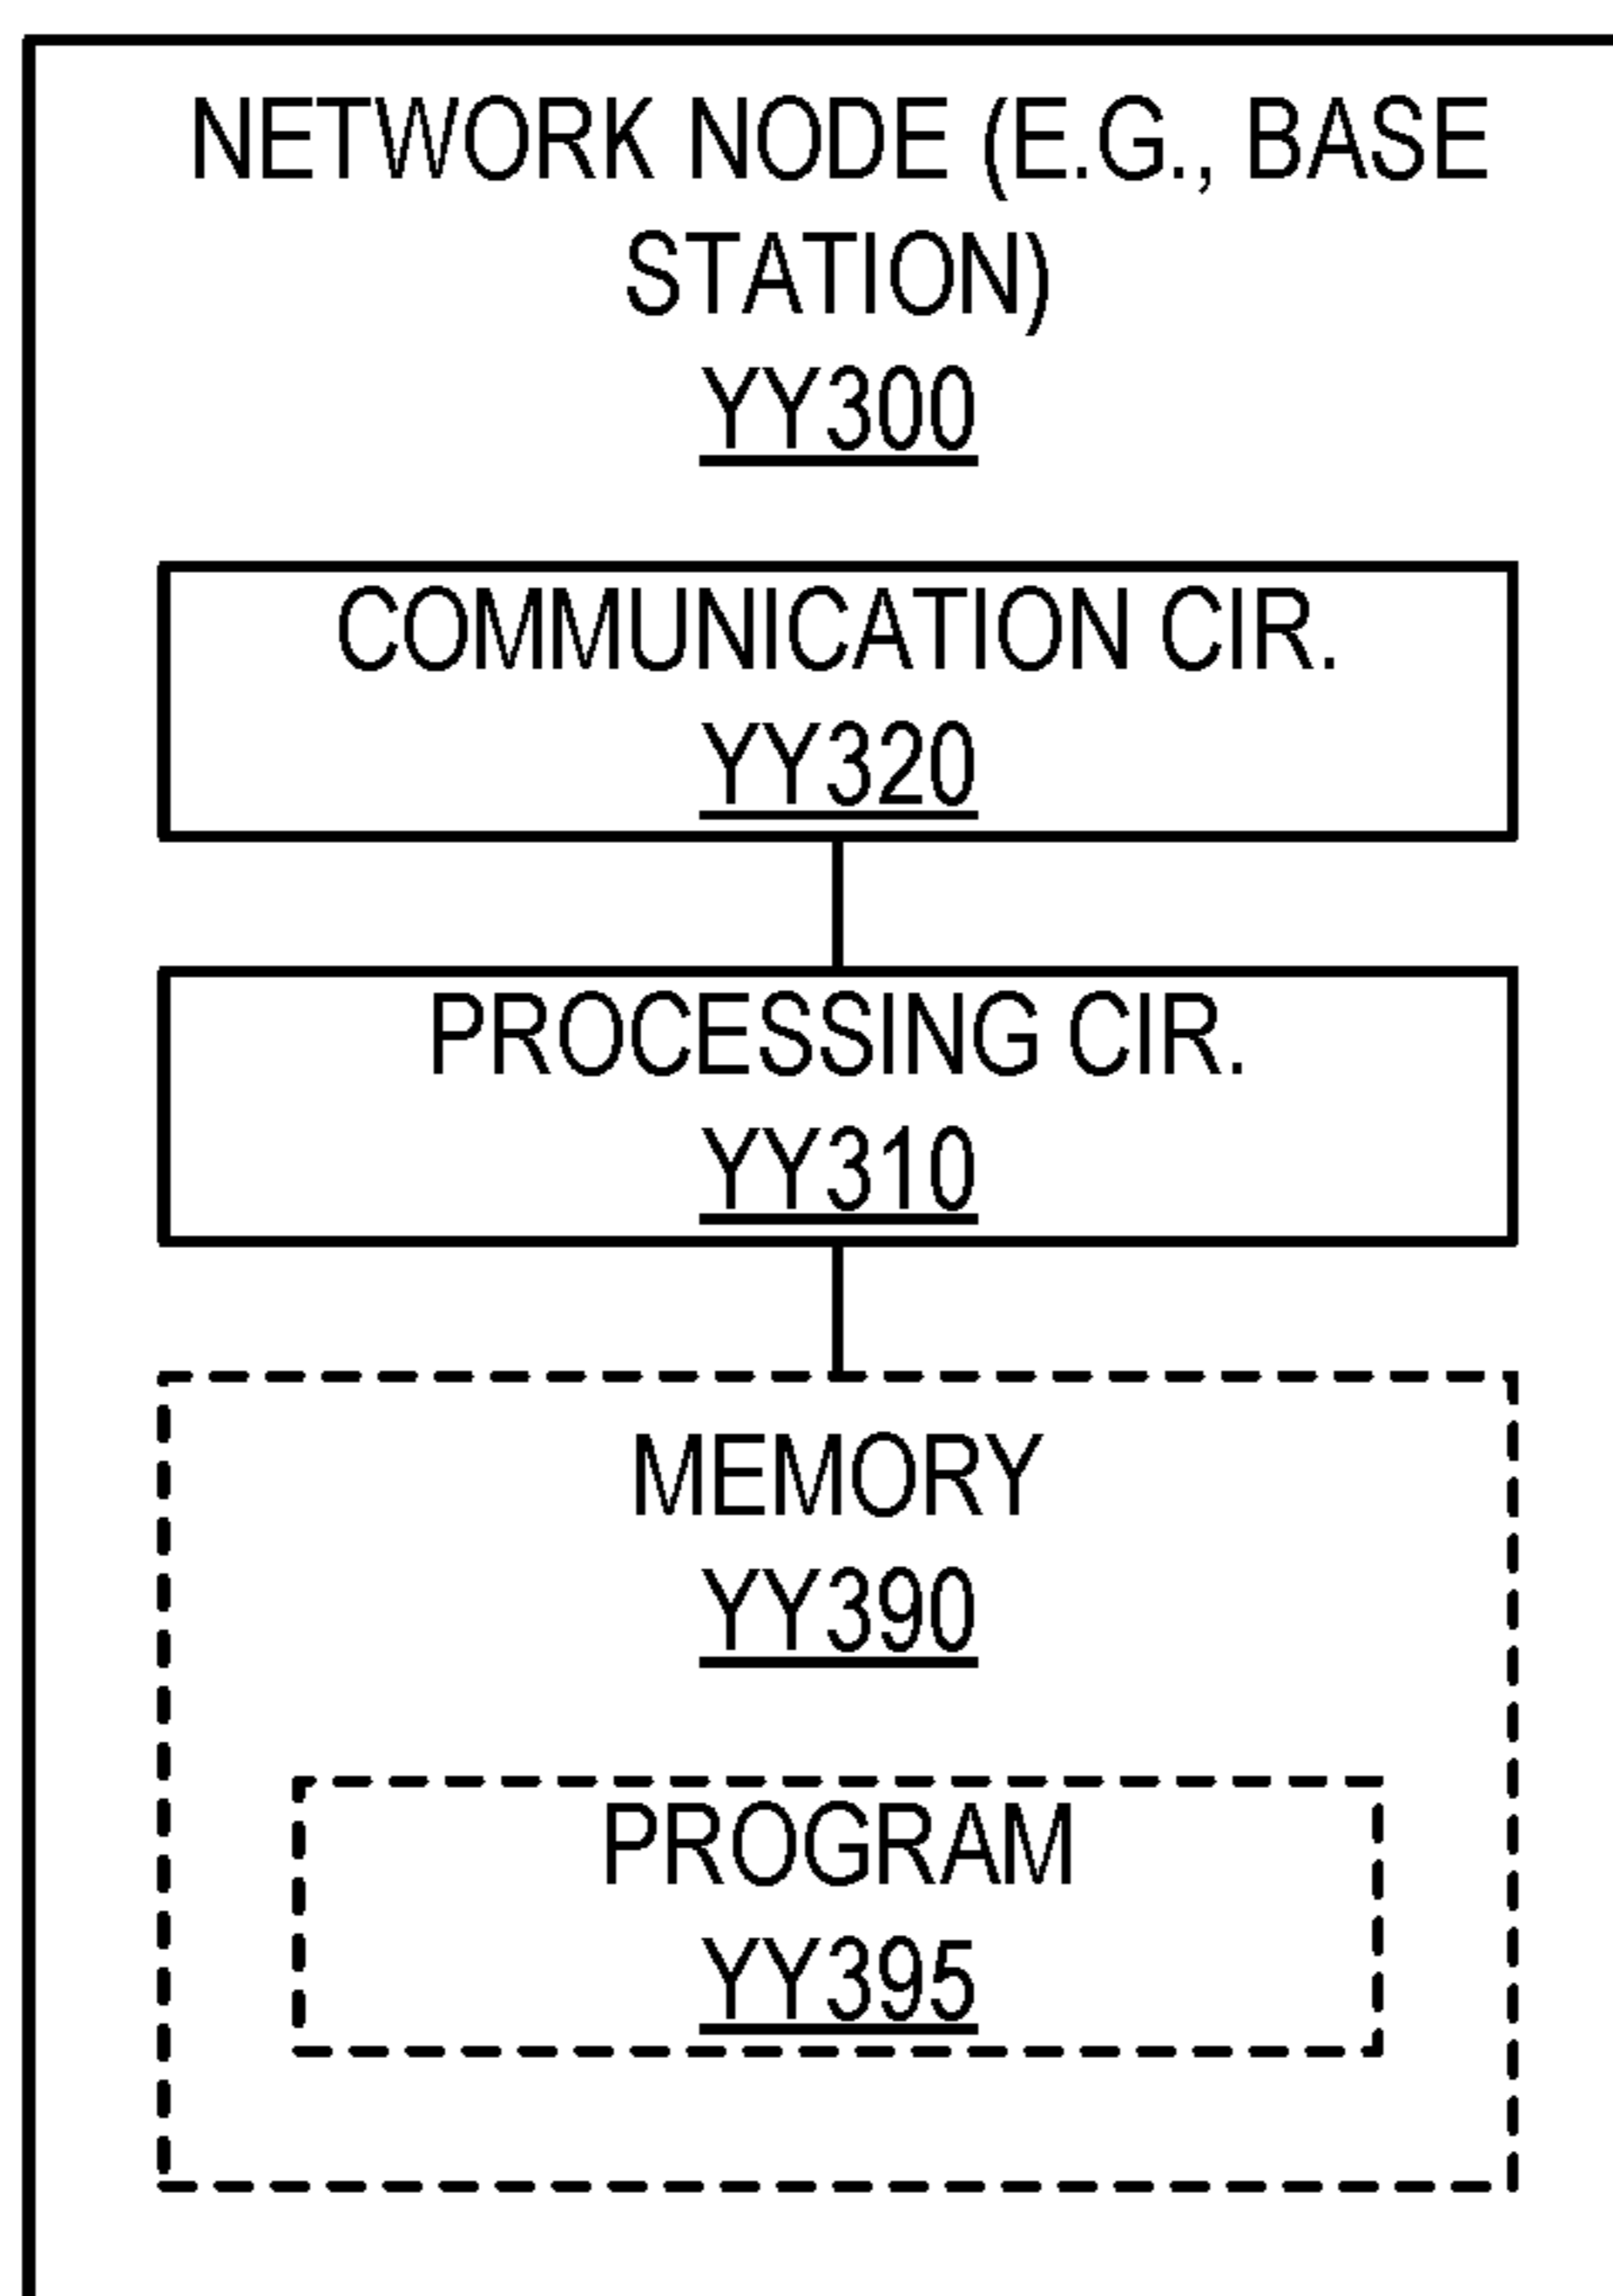 NETWORK NODE (E.G., BASE
STATION)
YY300
COMMUNICATION CIR.
YY320
PROCESSING CIR.
YY310
MEMORY
YY390
PROGRAM
YY395